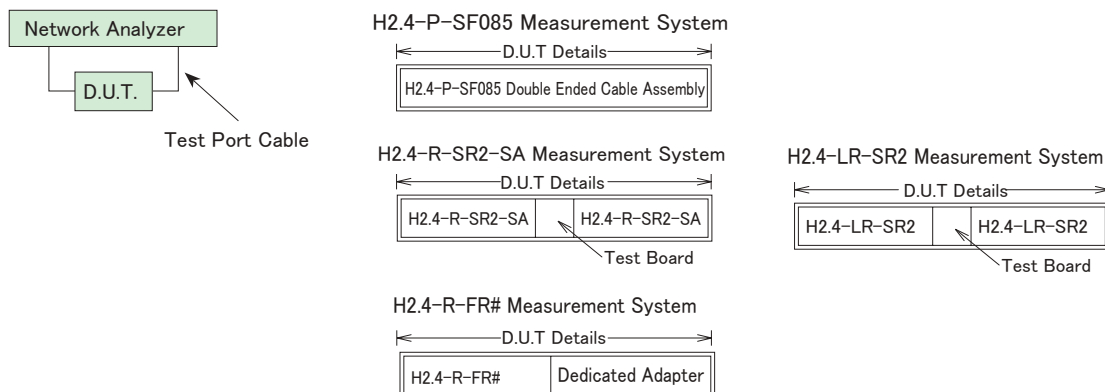 Network Analyzer
D.U.T.
Test Port Cable
H2.4-P-SF085 Measurement System
D.U.T Details
H2.4-P-SF085 Double Ended Cable Assembly
H2.4-R-SR2-SA Measurement System
D.U.T Details
H2.4-R-SR2-SA H2.4-R-SR2-SA
Test Board
H2.4-LR-SR2 Measurement System
D.U.T Details
H2.4-LR-SR2 H2.4-LR-SR2
Test Board
H2.4-R-FR# Measurement System
D.U.T Details
H2.4-R-FR# Dedicated Adapter